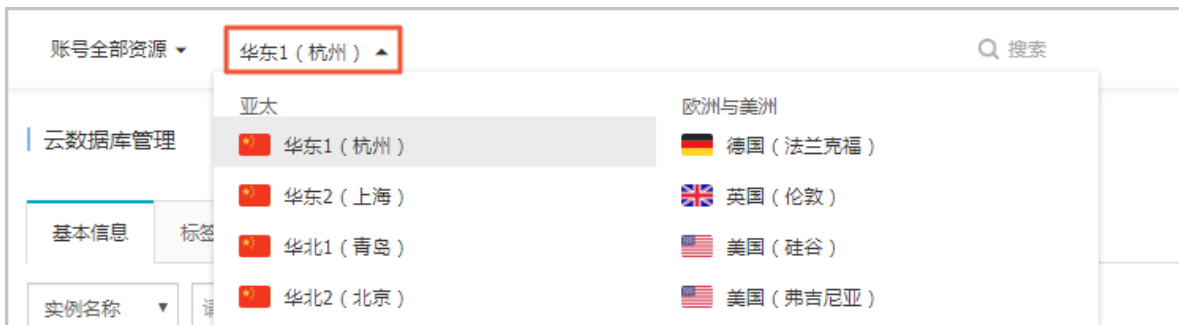 账号全部资源
华东1 ( 杭州 )
搜索
云数据库管理
基本信息
标签
实例名称
亚太
华东1 ( 杭州 )
华东2 ( 上海 )
华北1 ( 青岛 )
华北2 ( 北京 )
欧洲与美洲
德国 ( 法兰克福 )
英国 ( 伦敦 )
美国 ( 硅谷 )
美国 ( 弗吉尼亚 )